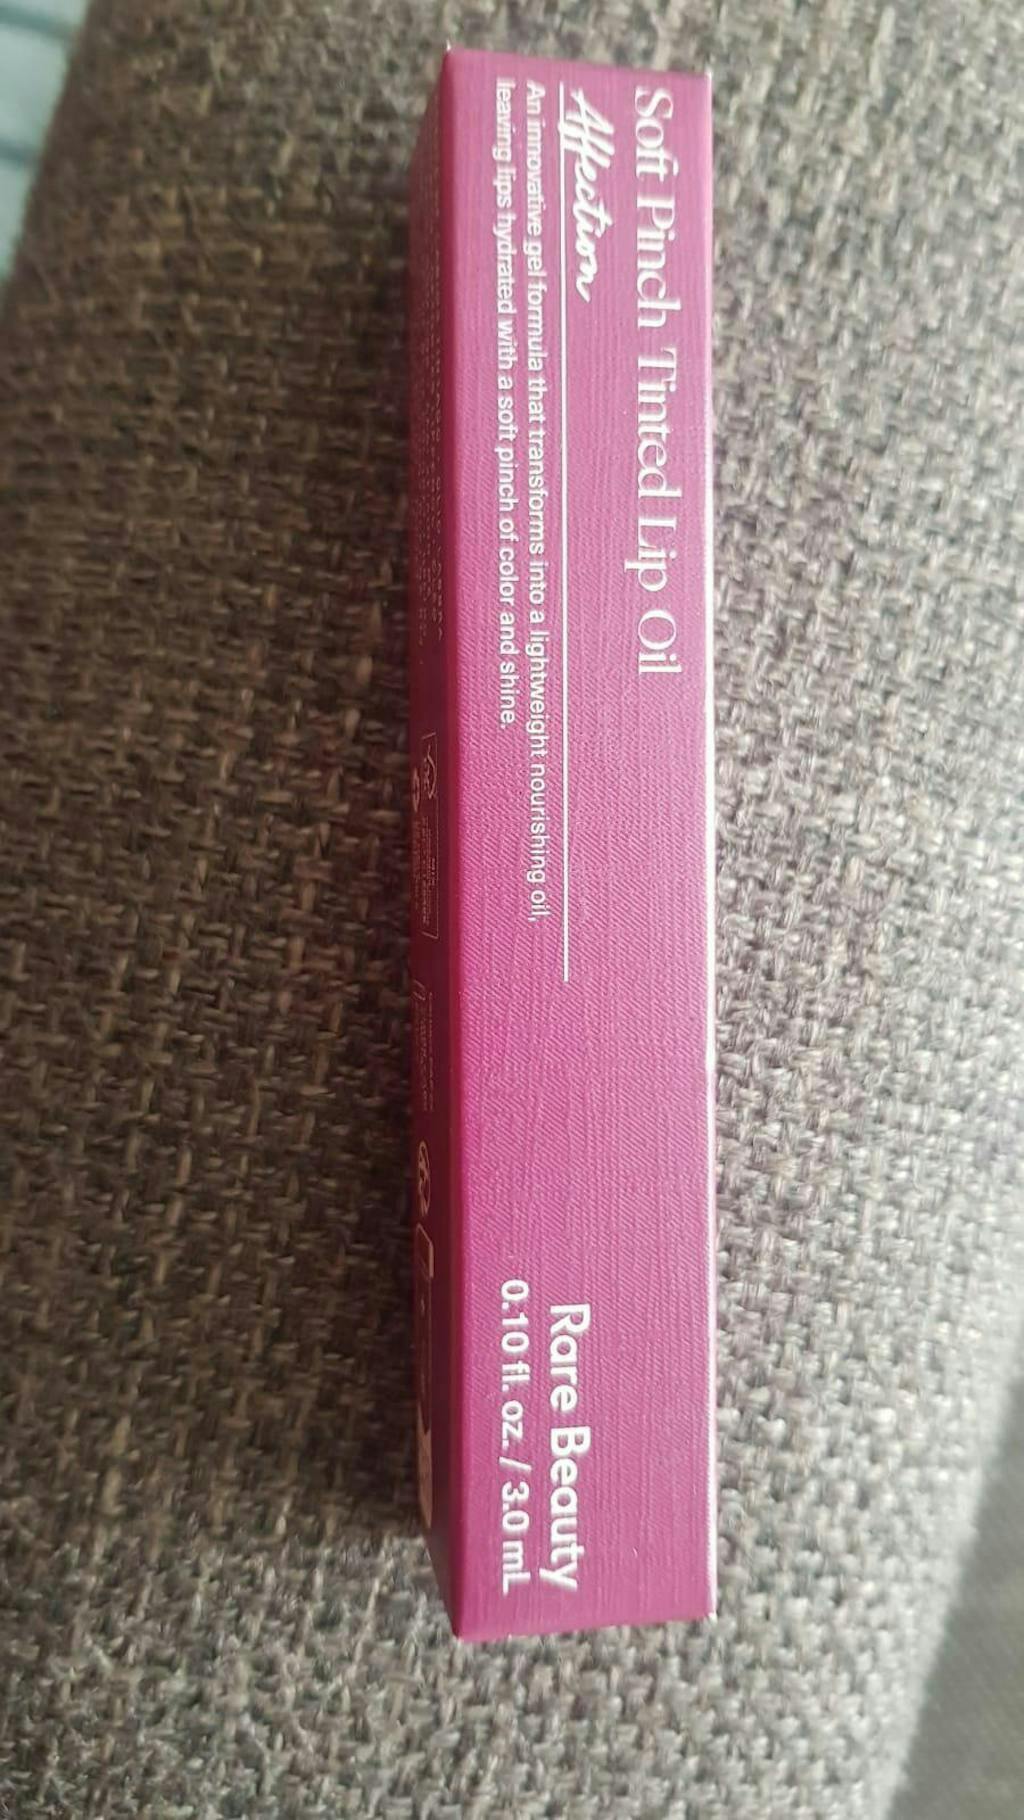 Soft Pinch Tinted Lip Oil
Affection
An innovative gel formula that transforms into a lightweight nourishing oil,
leaving lips hydrated with a soft pinch of color and shine.
Rare Beauty
0.10 fl. oz. / 3.0 mL